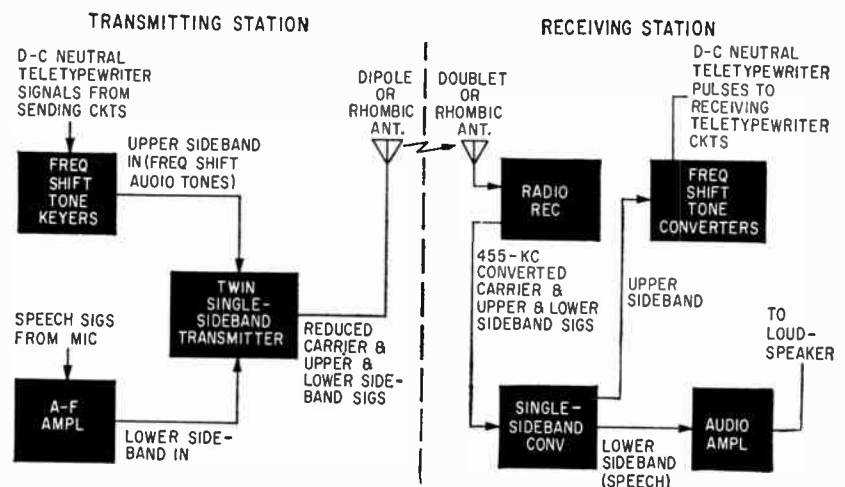 TRANSMITTING STATION
D-C NEUTRAL
TELETYPEWRITER
SIGNALS FROM
SENDING CKTS
FREQ
SHIFT
TONE
KEYERS
UPPER SIDEBAND
IN (FREQ SHIFT
AUDIO TONES)
SPEECH SIGS
FROM MIC
A-F
AMPL
LOWER SIDE-
BAND IN
TWIN
SINGLE-
SIDEBAND
TRANSMITTER
REDUCED
CARRIER &
UPPER &
LOWER SIDE-
BAND SIGS
DIPOLE
OR
RHOMBIC
ANT.
RECEIVING STATION
DOUBLET
OR
RHOMBIC
ANT.
RADIO
REC
455-KC
CONVERTED
CARRIER &
UPPER & LOWER
SIDEBAND SIGS
SINGLE-
SIDEBAND
CONV
UPPER
SIDEBAND
FREQ
SHIFT
TONE
CONVERTERS
D-C NEUTRAL
TELETYPEWRITER
PULSES TO
RECEIVING
TELETYPEWRITER
CKTS
LOWER
SIDEBAND
(SPEECH)
AUDIO
AMPL
TO
LOUD-
SPEAKER